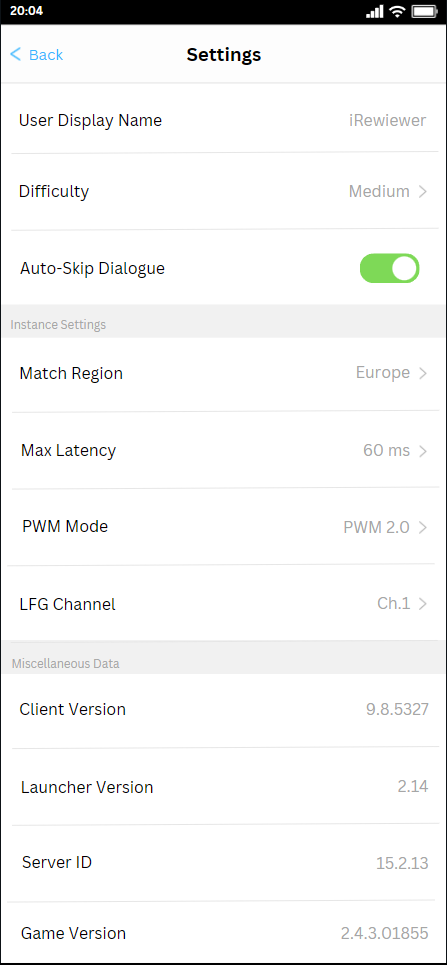 20:04
Back
Settings
User Display Name iRewiewer
Difficulty Medium
Auto-Skip Dialogue
Instance Settings
Match Region Europe
Max Latency 60 ms
PWM Mode PWM 2.0
LFG Channel Ch.1
Miscellaneous Data
Client Version 9.8.5327
Launcher Version 2.14
Server ID 15.2.13
Game Version 2.4.3.01855